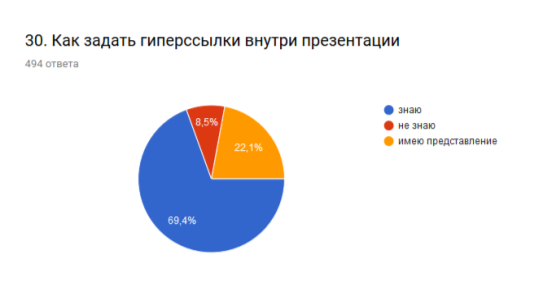 30. Как задать гиперссылки внутри презентации
494 ответа
знаю
не знаю
имею представление
8,5%
22,1%
69,4%